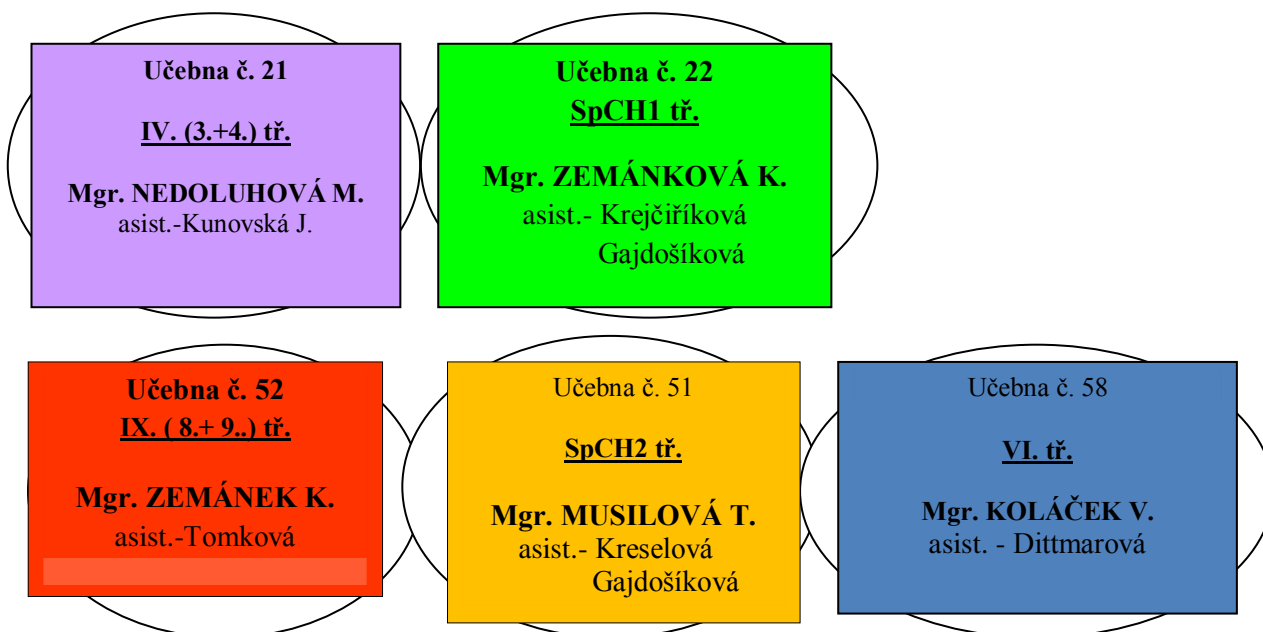 Učebna č. 21
IV. (3.+4.) tř.
Mgr. NEDOLUHOVÁ M.
asist.-Kunovská J.
Učebna č. 22
SpCH1 tř.
Mgr. ZEMÁNKOVÁ K.
asist.- Krejčiříková
Gajdošíková
Učebna č. 52
IX. ( 8.+ 9..) tř.
Mgr. ZEMÁNEK K.
asist.-Tomková
Učebna č. 51
SpCH2 tř.
Mgr. MUSILOVÁ T.
asist.- Kreselová
Gajdošíková
Učebna č. 58
VI. tř.
Mgr. KOLÁČEK V.
asist. - Dittmarová